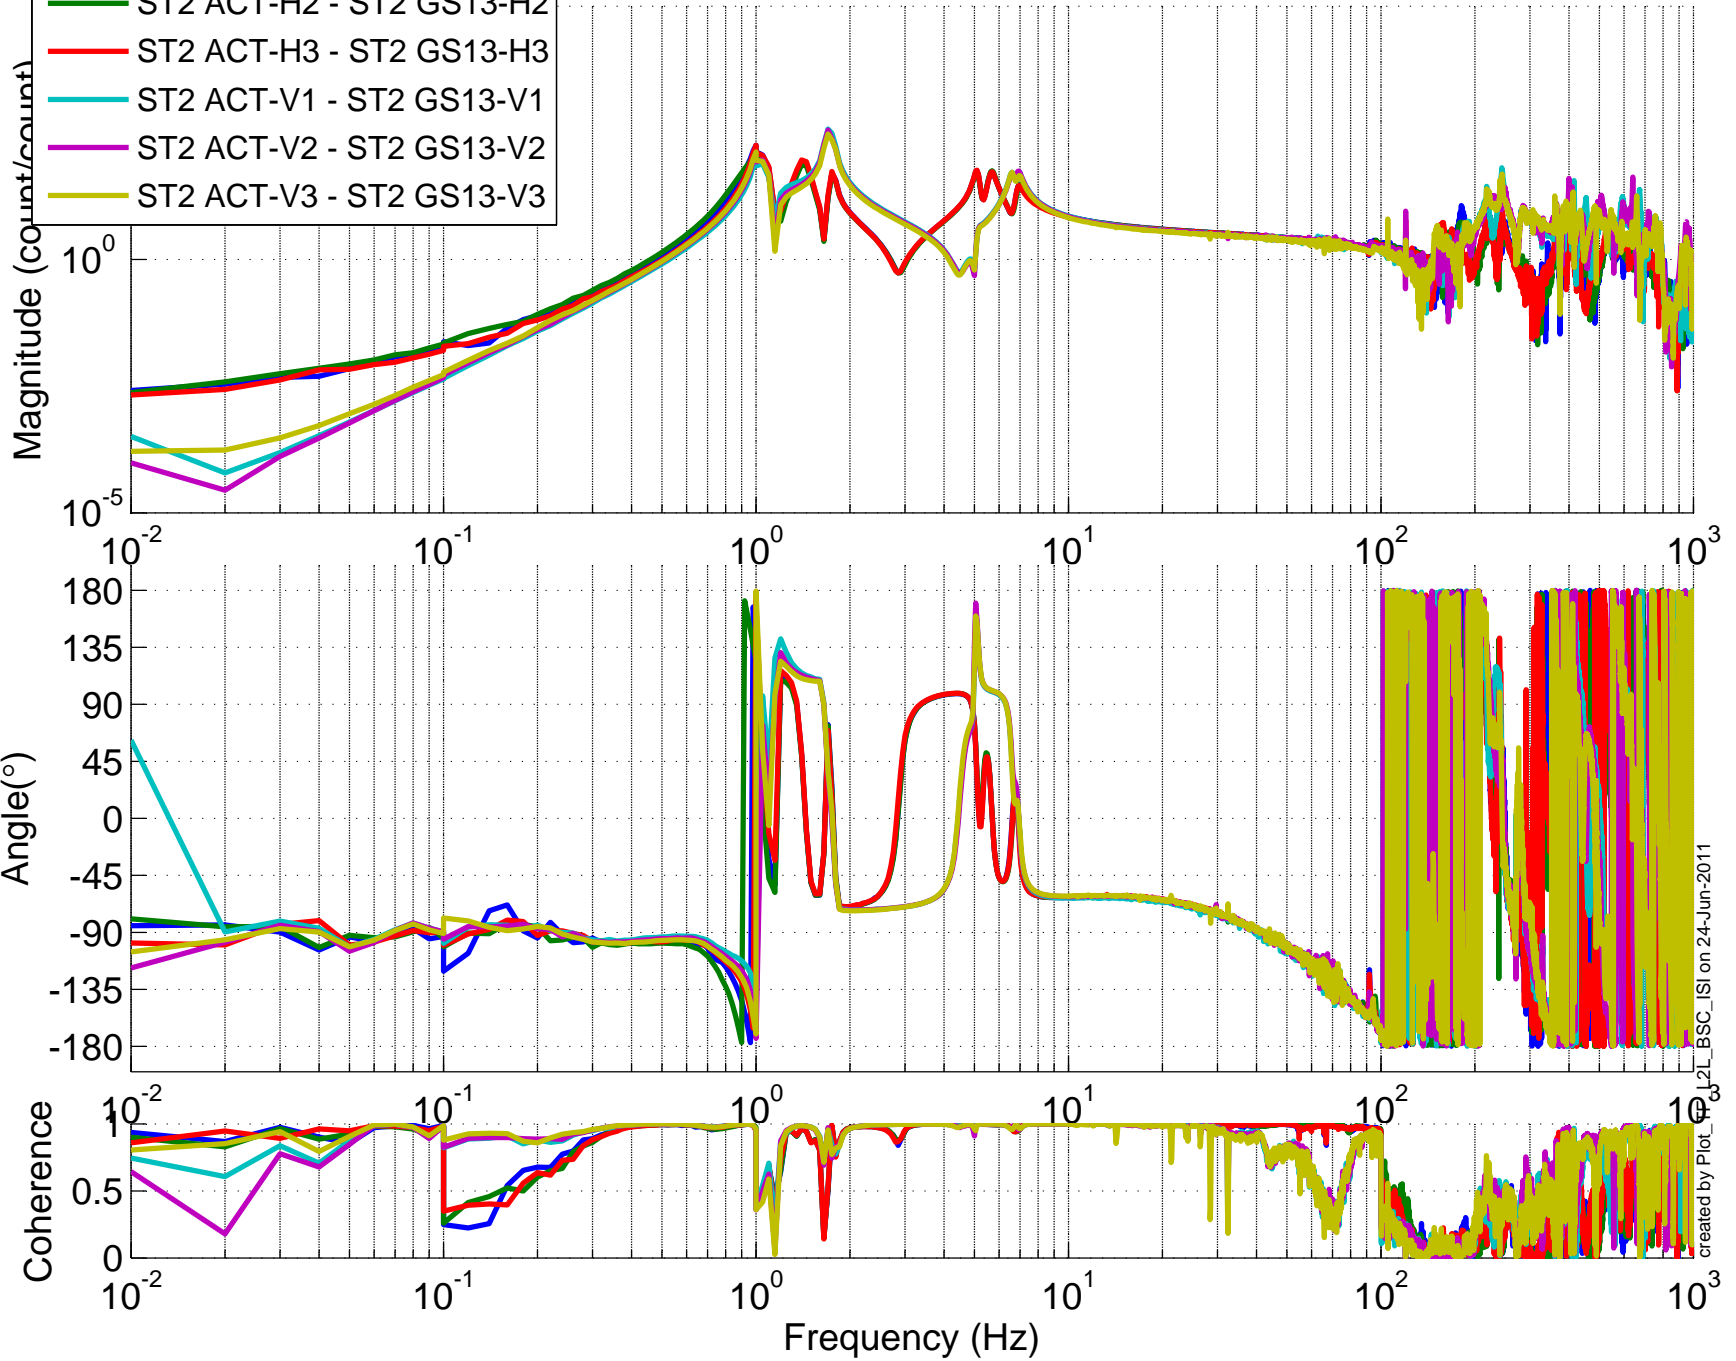 ST2 ACT-H2 - ST2 GS13-H2
ST2 ACT-H3 - ST2 GS13-H3
ST2 ACT-V1 - ST2 GS13-V1
ST2 ACT-V2 - ST2 GS13-V2
ST2 ACT-V3 - ST2 GS13-V3
Magnitude (count/count)
10^0
10^-5
10^-2 10^-1 10^0 10^1 10^2 10^3
Angle(°)
180
135
90
45
0
-45
-90
-135
-180
10^-2 10^-1 10^0 10^1 10^2 10^3
Coherence
1
0.5
0
10^-2 10^-1 10^0 10^1 10^2 10^3
Frequency (Hz)
created by Plot_TF_L2L_BSC_ISI on 24-Jun-2011